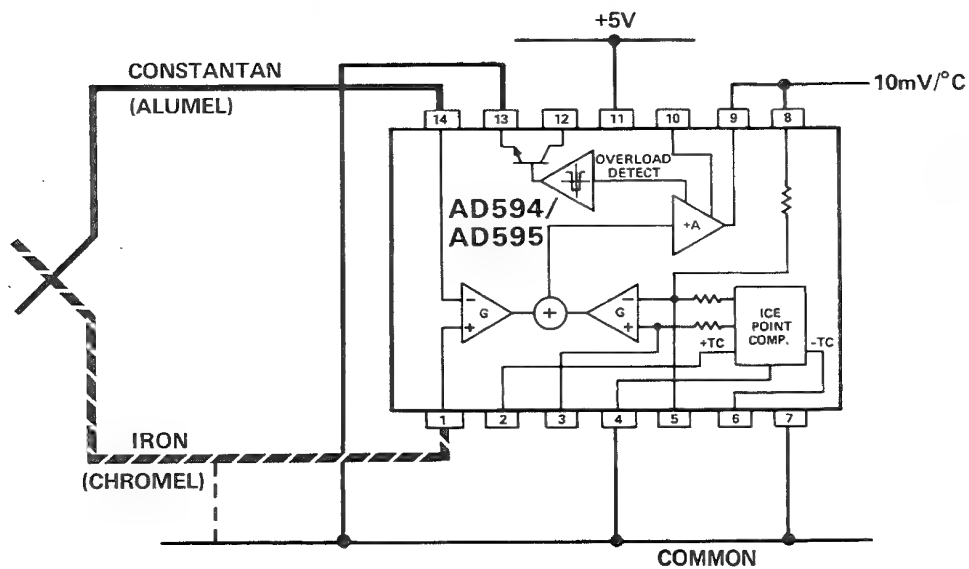 +5V
CONSTANTAN
(ALUMEL)
10mV/°C
14 13 12 11 10 9 8
OVERLOAD
DETECT
AD594/
AD595
+A
−
G
+
+
−
G
+
ICE
POINT
COMP.
+TC
−TC
1 2 3 4 5 6 7
IRON
(CHROMEL)
COMMON